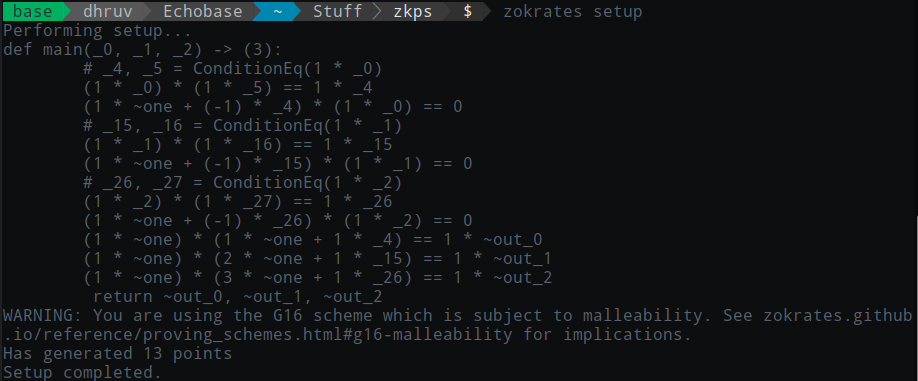 base dhruv Echobase ~ Stuff zkps $ zokrates setup
Performing setup...
def main(_0, _1, _2) -> (3):
# _4, _5 = ConditionEq(1 * _0)
(1 * _0) * (1 * _5) == 1 * _4
(1 * ~one + (-1) * _4) * (1 * _0) == 0
# _15, _16 = ConditionEq(1 * _1)
(1 * _1) * (1 * _16) == 1 * _15
(1 * ~one + (-1) * _15) * (1 * _1) == 0
# _26, _27 = ConditionEq(1 * _2)
(1 * _2) * (1 * _27) == 1 * _26
(1 * ~one + (-1) * _26) * (1 * _2) == 0
(1 * ~one) * (1 * ~one + 1 * _4) == 1 * ~out_0
(1 * ~one) * (2 * ~one + 1 * _15) == 1 * ~out_1
(1 * ~one) * (3 * ~one + 1 * _26) == 1 * ~out_2
return ~out_0, ~out_1, ~out_2
WARNING: You are using the G16 scheme which is subject to malleability. See zokrates.github
.io/reference/proving_schemes.html#g16-malleability for implications.
Has generated 13 points
Setup completed.